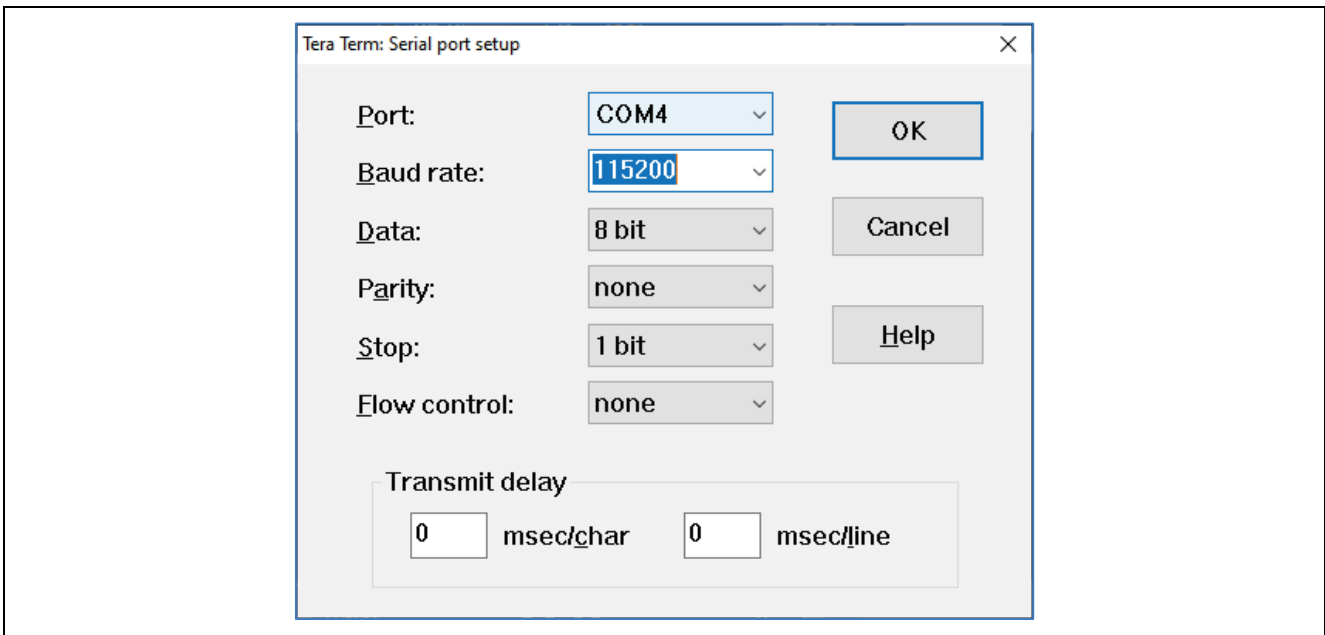 Tera Term: Serial port setup
Port: COM4
OK
Baud rate: 115200
Data: 8 bit
Cancel
Parity: none
Stop: 1 bit
Help
Flow control: none
Transmit delay
0 msec/char 0 msec/line